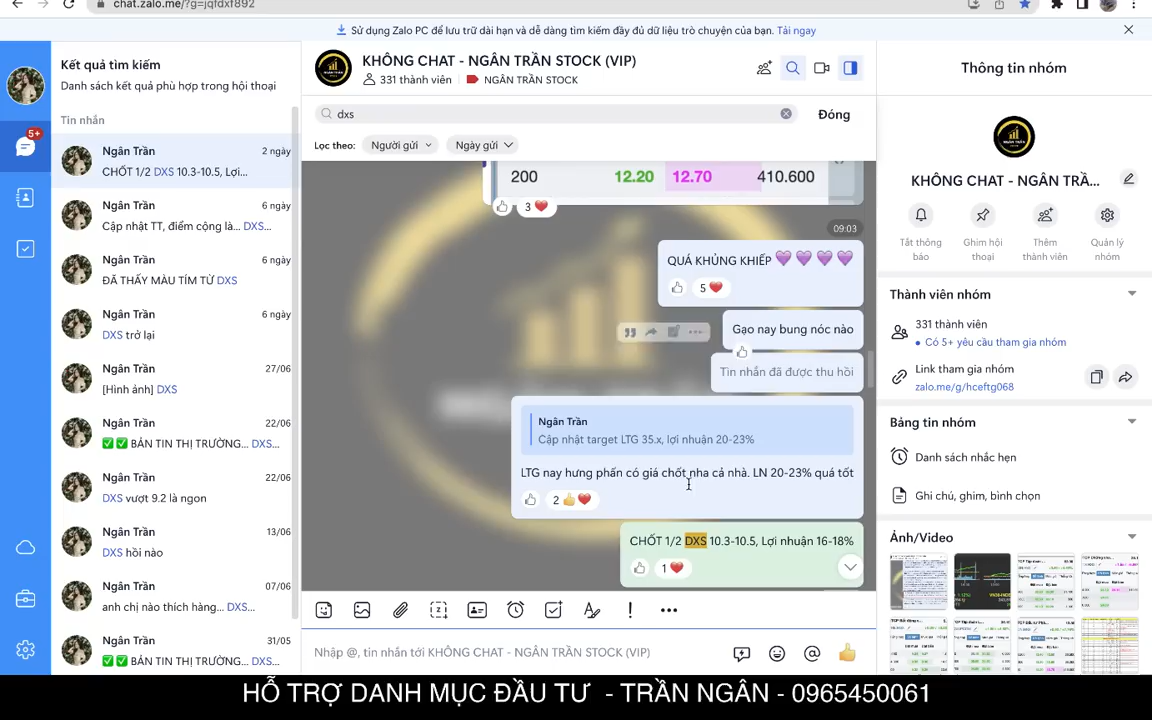 chat.zalo.me/?g=jqfdxf892
Sử dụng Zalo PC để lưu trữ dài hạn và dễ dàng tìm kiếm đầy đủ dữ liệu trò chuyện của bạn. Tải ngay
Kết quả tìm kiếm
Danh sách kết quả phù hợp trong hội thoại
Tin nhắn
5+
Ngân Trần 2 ngày
CHỐT 1/2 DXS 10.3-10.5, Lợi...
Ngân Trần 6 ngày
Cập nhật TT, điểm cộng là... DXS...
Ngân Trần 6 ngày
ĐÃ THẤY MÀU TÍM TỪ DXS
Ngân Trần 6 ngày
DXS trở lại
Ngân Trần 27/06
[Hình ảnh] DXS
Ngân Trần 22/06
BẢN TIN THỊ TRƯỜNG... DXS...
Ngân Trần 22/06
DXS vượt 9.2 là ngon
Ngân Trần 13/06
DXS hồi nào
Ngân Trần 07/06
anh chị nào thích hàng... DXS...
Ngân Trần 31/05
BẢN TIN THỊ TRƯỜNG... DXS...
KHÔNG CHAT - NGÂN TRẦN STOCK (VIP)
331 thành viên NGÂN TRẦN STOCK
dxs
Đóng
Lọc theo: Người gửi Ngày gửi
200 12.20 12.70 410.600
3
09:03
QUÁ KHỦNG KHIẾP
5
Gạo nay bung nóc nào
Tin nhắn đã được thu hồi
Ngân Trần
Cập nhật target LTG 35.x, lợi nhuận 20-23%
LTG nay hưng phấn có giá chốt nha cả nhà. LN 20-23% quá tốt
2
CHỐT 1/2 DXS 10.3-10.5, Lợi nhuận 16-18%
1
Nhập @, tin nhắn tới KHÔNG CHAT - NGÂN TRẦN STOCK (VIP)
Thông tin nhóm
KHÔNG CHAT - NGÂN TRẦ...
Tắt thông báo
Ghim hội thoại
Thêm thành viên
Quản lý nhóm
Thành viên nhóm
331 thành viên
Có 5+ yêu cầu tham gia nhóm
Link tham gia nhóm
zalo.me/g/hceftg068
Bảng tin nhóm
Danh sách nhắc hẹn
Ghi chú, ghim, bình chọn
Ảnh/Video
HỖ TRỢ DANH MỤC ĐẦU TƯ - TRẦN NGÂN - 0965450061